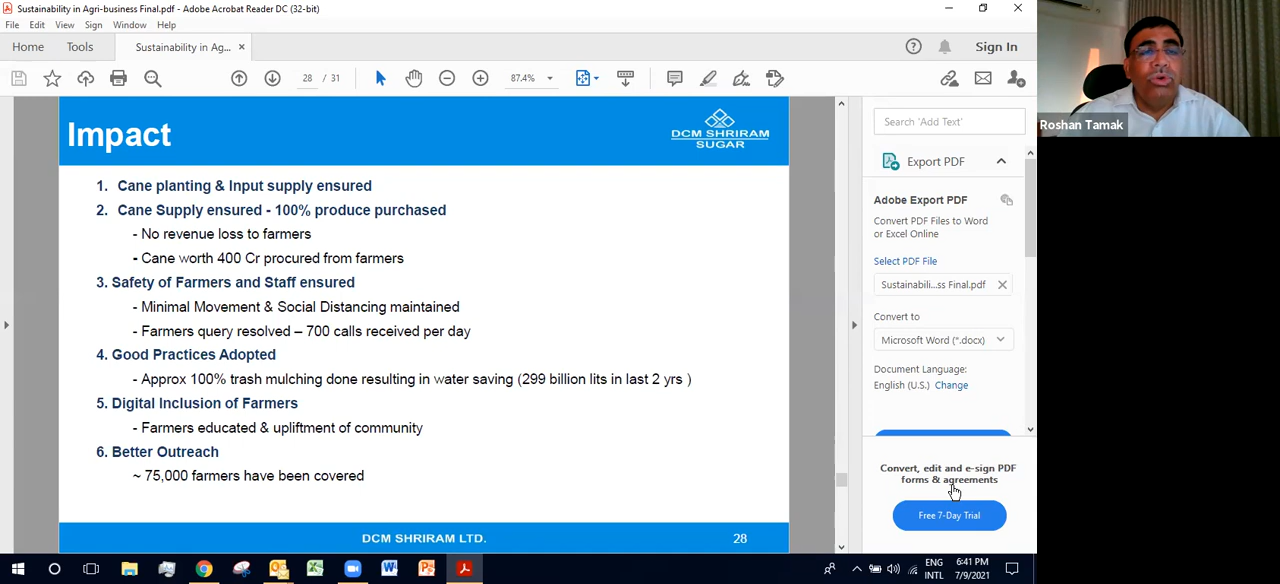 Sustainability in Agri-business Final.pdf - Adobe Acrobat Reader DC (32-bit)
File Edit View Sign Window Help
Home Tools Sustainability in Ag... × Sign In
28 / 31 87.4%
Impact
DCM SHRIRAM
SUGAR
1. Cane planting & Input supply ensured
2. Cane Supply ensured - 100% produce purchased
- No revenue loss to farmers
- Cane worth 400 Cr procured from farmers
3. Safety of Farmers and Staff ensured
- Minimal Movement & Social Distancing maintained
- Farmers query resolved – 700 calls received per day
4. Good Practices Adopted
- Approx 100% trash mulching done resulting in water saving (299 billion lits in last 2 yrs )
5. Digital Inclusion of Farmers
- Farmers educated & upliftment of community
6. Better Outreach
~ 75,000 farmers have been covered
DCM SHRIRAM LTD. 28
Search 'Add Text'
Export PDF
Adobe Export PDF
Convert PDF Files to Word
or Excel Online
Select PDF File
Sustainabili...ss Final.pdf
Convert to
Microsoft Word (*.docx)
Document Language:
English (U.S.) Change
Convert, edit and e-sign PDF
forms & agreements
Free 7-Day Trial
Roshan Tamak
ENG
INTL
6:41 PM
7/9/2021